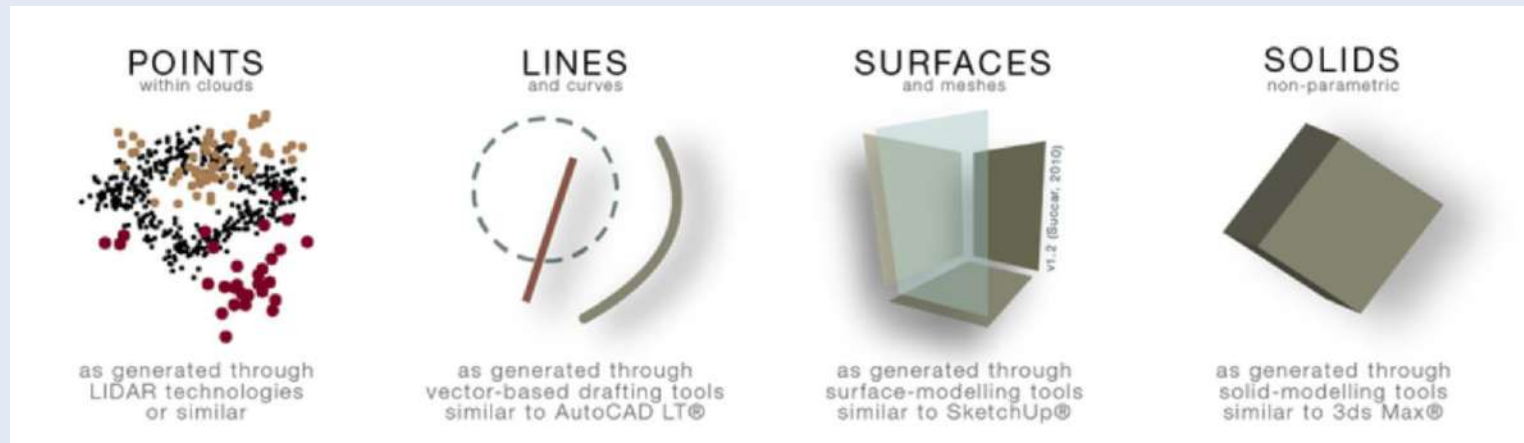 POINTS
within clouds
as generated through
LIDAR technologies
or similar
LINES
and curves
as generated through
vector-based drafting tools
similar to AutoCAD LT®
SURFACES
and meshes
v1.2 (Succar, 2010)
as generated through
surface-modelling tools
similar to SketchUp®
SOLIDS
non-parametric
as generated through
solid-modelling tools
similar to 3ds Max®